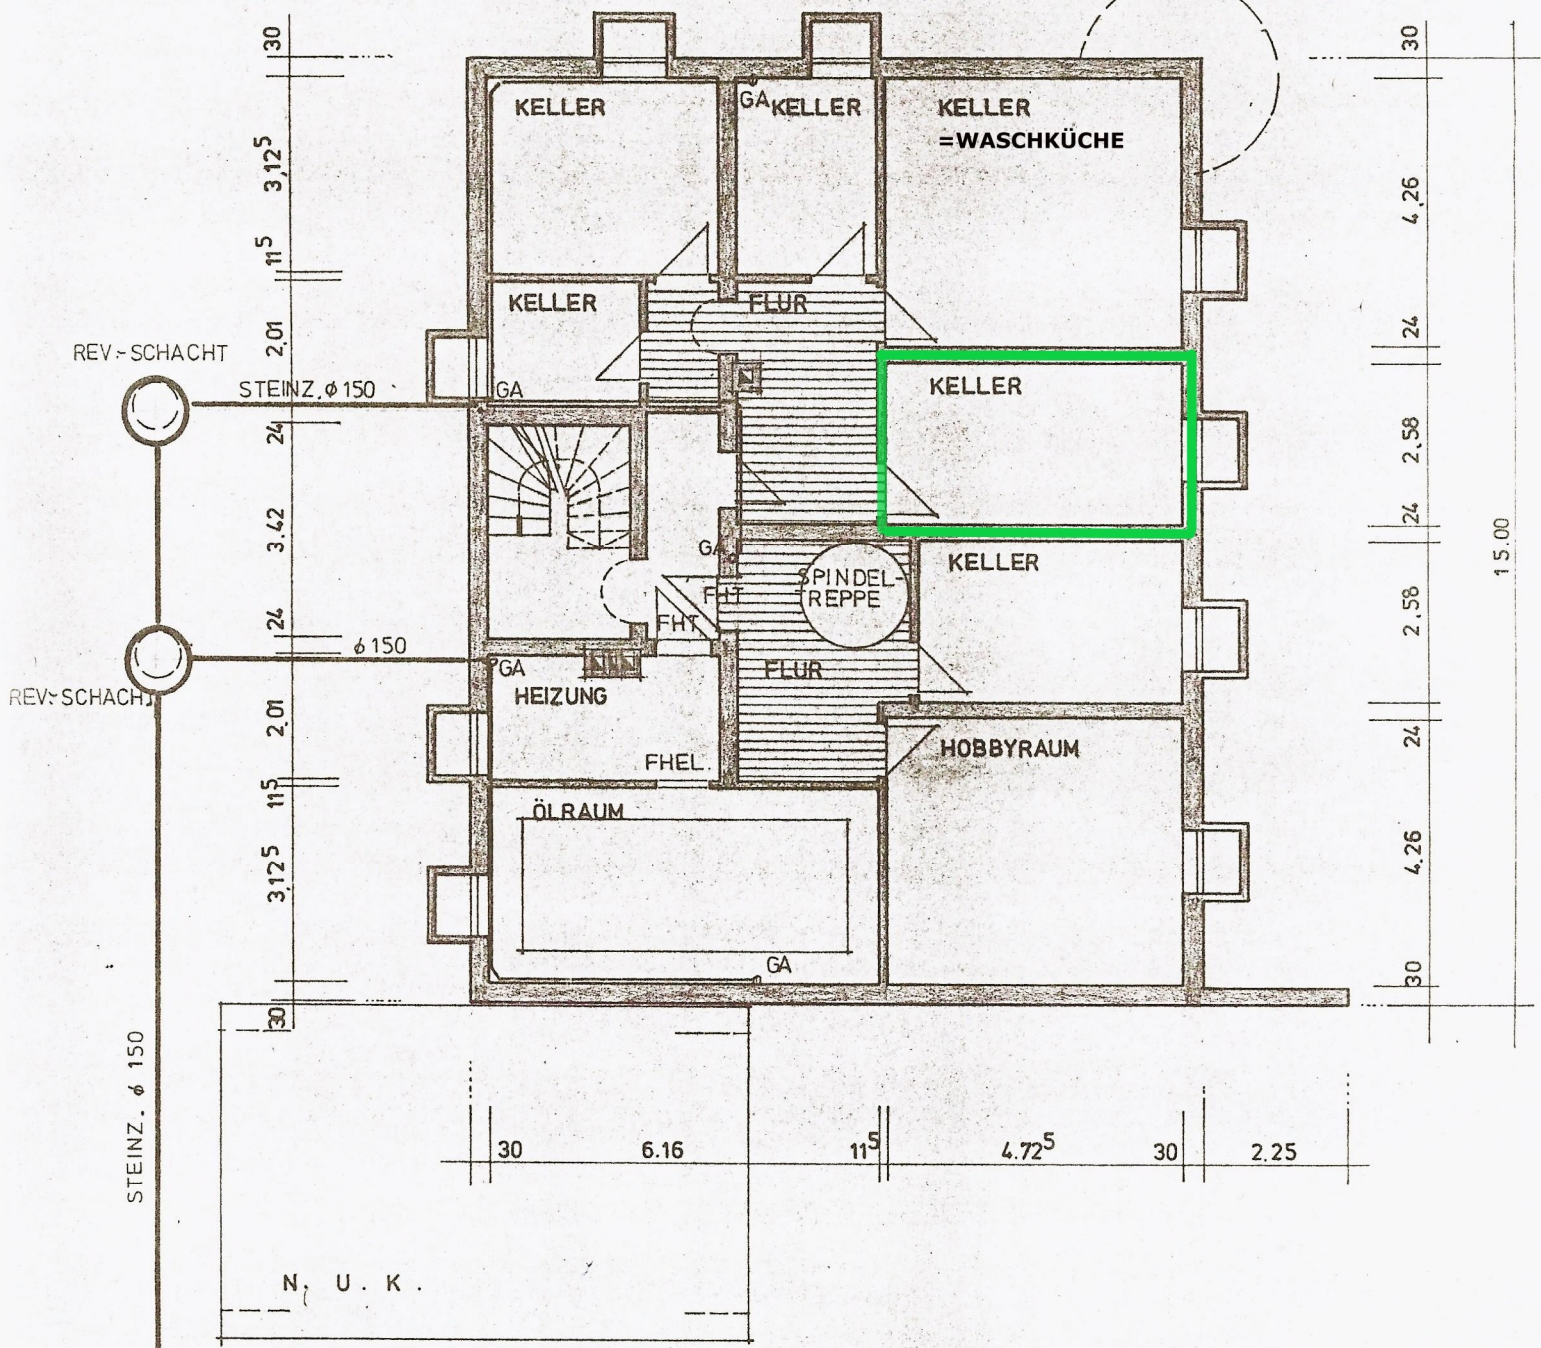 30
30
KELLER
GA
KELLER
KELLER
=WASCHKÜCHE
3,12⁵
4.26
11⁵
KELLER
FLUR
2,01
24
REV.-SCHACHT
STEINZ. ϕ 150
GA
KELLER
24
2.58
3.42
24
GA
KELLER
SPINDEL-
TREPPE
FHT
FHT
15.00
24
2.58
ϕ 150
GA
FLUR
REV.-SCHACHT
HEIZUNG
2.01
24
HOBBYRAUM
FHEL.
11⁵
ÖLRAUM
3,12⁵
4.26
GA
30
30
STEINZ. ϕ 150
30
6.16
11⁵
4.72⁵
30
2.25
N. U. K.